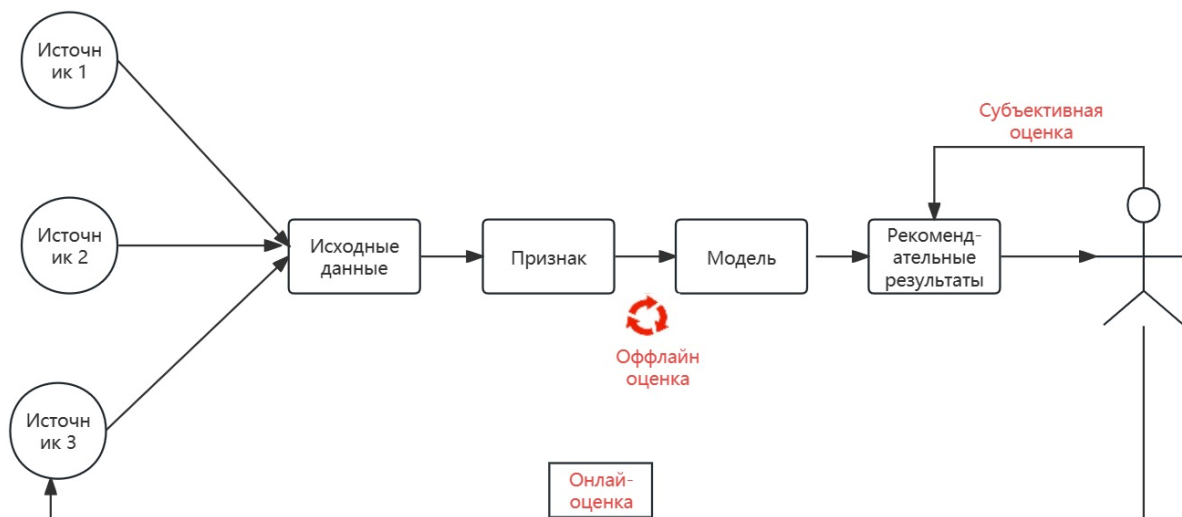 Источн
ик 1
Субъективная
оценка
Источн
ик 2
Исходные
данные
Признак
Модель
Рекоменд-
ательные
результаты
Оффлайн
оценка
Источн
ик 3
Онлай-
оценка